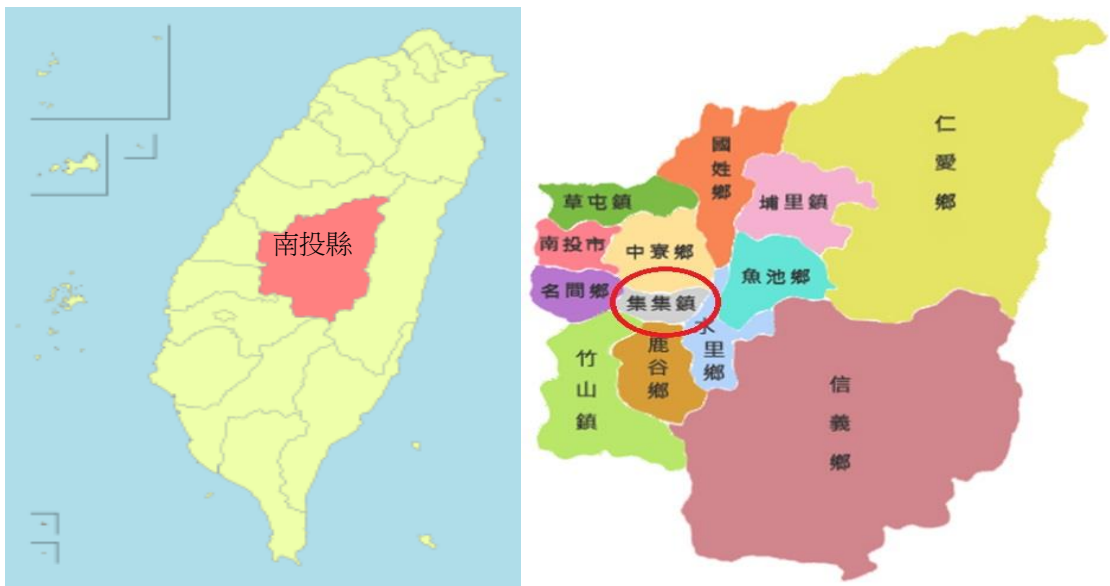 南投縣
仁愛鄉
國姓鄉
埔里鎮
草屯鎮
南投市
中寮鄉
魚池鄉
名間鄉
集集鎮
水里鄉
鹿谷鄉
竹山鎮
信義鄉